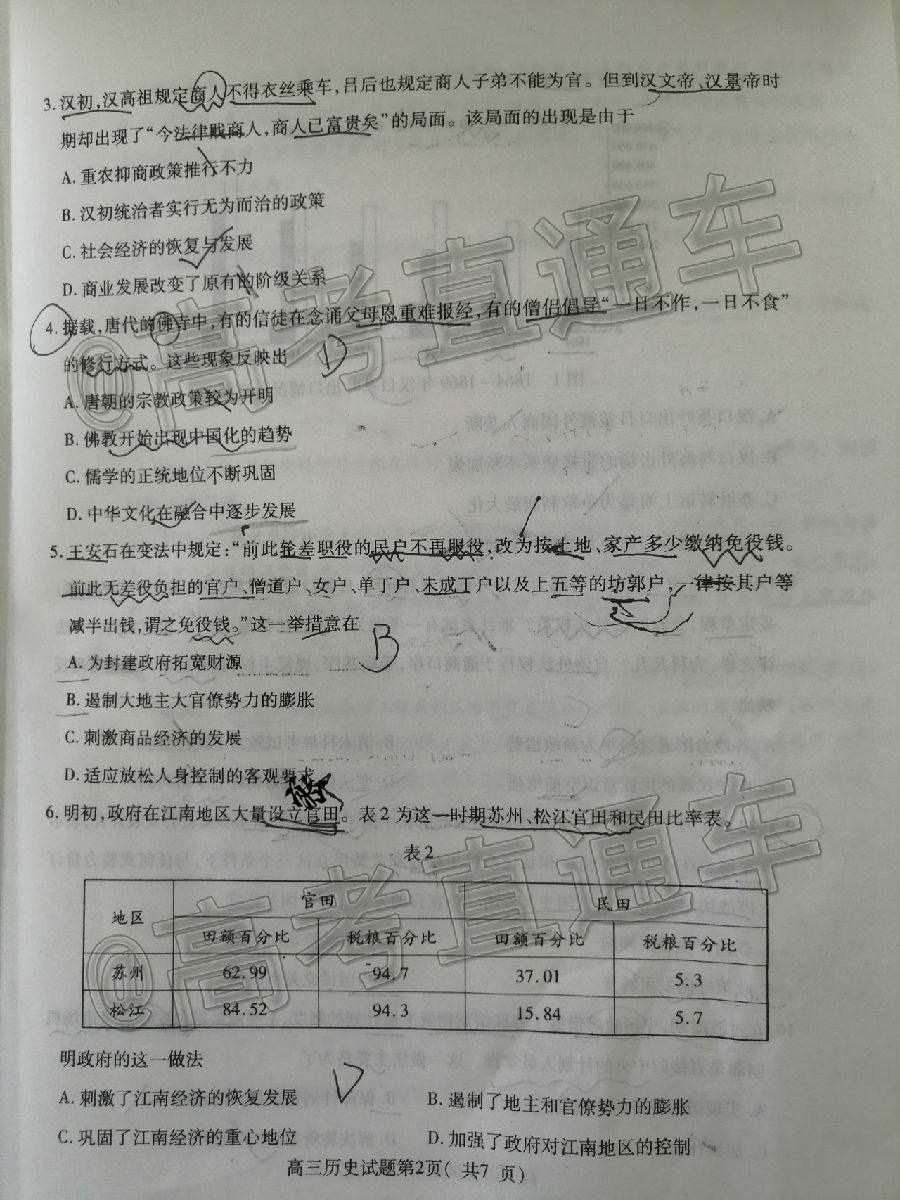 3.汉初,汉高祖规定商人不得衣丝乘车,吕后也规定商人子弟不能为官。但到汉文帝、汉景帝时
期却出现了“今法律贱商人,商人已富贵矣”的局面。该局面的出现是由于
A.重农抑商政策推行不力
B.汉初统治者实行无为而治的政策
C.社会经济的恢复与发展
D.商业发展改变了原有的阶级关系
4.据载,唐代的佛寺中,有的信徒在念诵父母恩重难报经,有的僧侣倡导“一日不作,一日不食”
的修行方式。这些现象反映出 D
A.唐朝的宗教政策较为开明
B.佛教开始出现中国化的趋势
C.儒学的正统地位不断巩固
D.中华文化在融合中逐步发展
5.王安石在变法中规定:“前此轮差职役的民户不再服役,改为按土地、家产多少缴纳免役钱。
前此无差役负担的官户、僧道户、女户、单丁户、未成丁户以及上五等的坊郭户,一律按其户等
减半出钱,谓之免役钱。”这一举措意在 B
A.为封建政府拓宽财源
B.遏制大地主大官僚势力的膨胀
C.刺激商品经济的发展
D.适应放松人身控制的客观要求
6.明初,政府在江南地区大量设立官田。表2为这一时期苏州、松江官田和民田比率表。
表2
地区 官田 民田
田额百分比 税粮百分比 田额百分比 税粮百分比
苏州 62.99 94.7 37.01 5.3
松江 84.52 94.3 15.84 5.7
明政府的这一做法 D
A.刺激了江南经济的恢复发展 B.遏制了地主和官僚势力的膨胀
C.巩固了江南经济的重心地位 D.加强了政府对江南地区的控制
高三历史试题第2页(共7页)
@高考直通车
@高考直通车